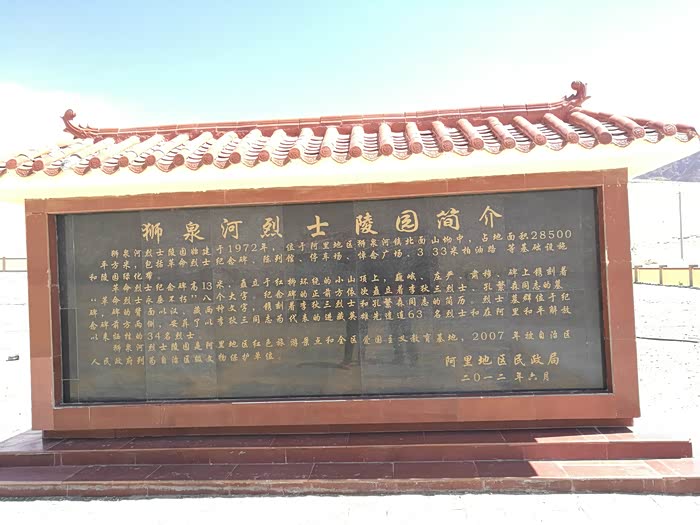 狮泉河烈士陵园简介
狮泉河烈士陵园始建于1972年，位于阿里地区狮泉河镇北面山坳中，占地面积28500
平方米，包括革命烈士纪念碑、陈列馆、停车场、悼念广场、3.33米柏油路等基础设施
和陵园绿化带。
革命烈士纪念碑高13米，矗立于红柳环绕的小山顶上，巍峨、庄严、肃穆，碑上镌刻着
“革命烈士永垂不朽”八个大字，纪念碑的正前方依次矗立着李狄三烈士、孔繁森同志的墓
碑，碑的背面以汉、藏两种文字，镌刻着李狄三烈士和孔繁森同志的简历。烈士墓群位于纪
念碑旁方两侧，安葬了以李狄三同志为代表的进藏英雄先遣连63名烈士和在阿里和平解放
以来牺牲的34名烈士。
狮泉河烈士陵园是阿里地区红色旅游景点和全区爱国主义教育基地，2007年被自治区
人民政府列为自治区级文物保护单位。
阿里地区民政局
二〇一二年六月